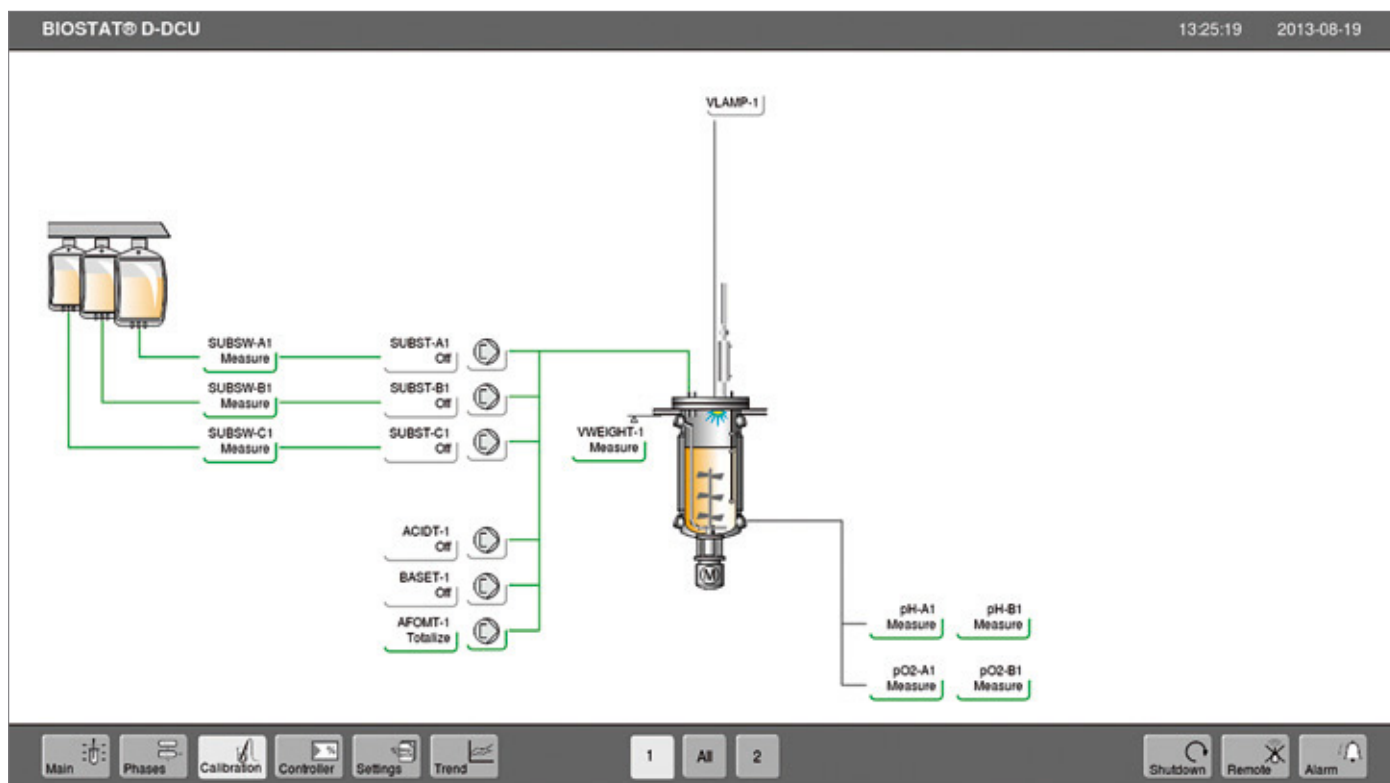 BIOSTAT® D-DCU
13:25:19 2013-08-19
VLAMP-1
SUBSW-A1
Measure
SUBST-A1
Off
SUBSW-B1
Measure
SUBST-B1
Off
SUBSW-C1
Measure
SUBST-C1
Off
VWEIGHT-1
Measure
ACIDT-1
Off
BASET-1
Off
AFOMT-1
Totalize
M
pH-A1
Measure
pH-B1
Measure
pO2-A1
Measure
pO2-B1
Measure
Main
Phases
Calibration
Controller
%
Settings
Trend
1
All
2
Shutdown
Remote
Alarm